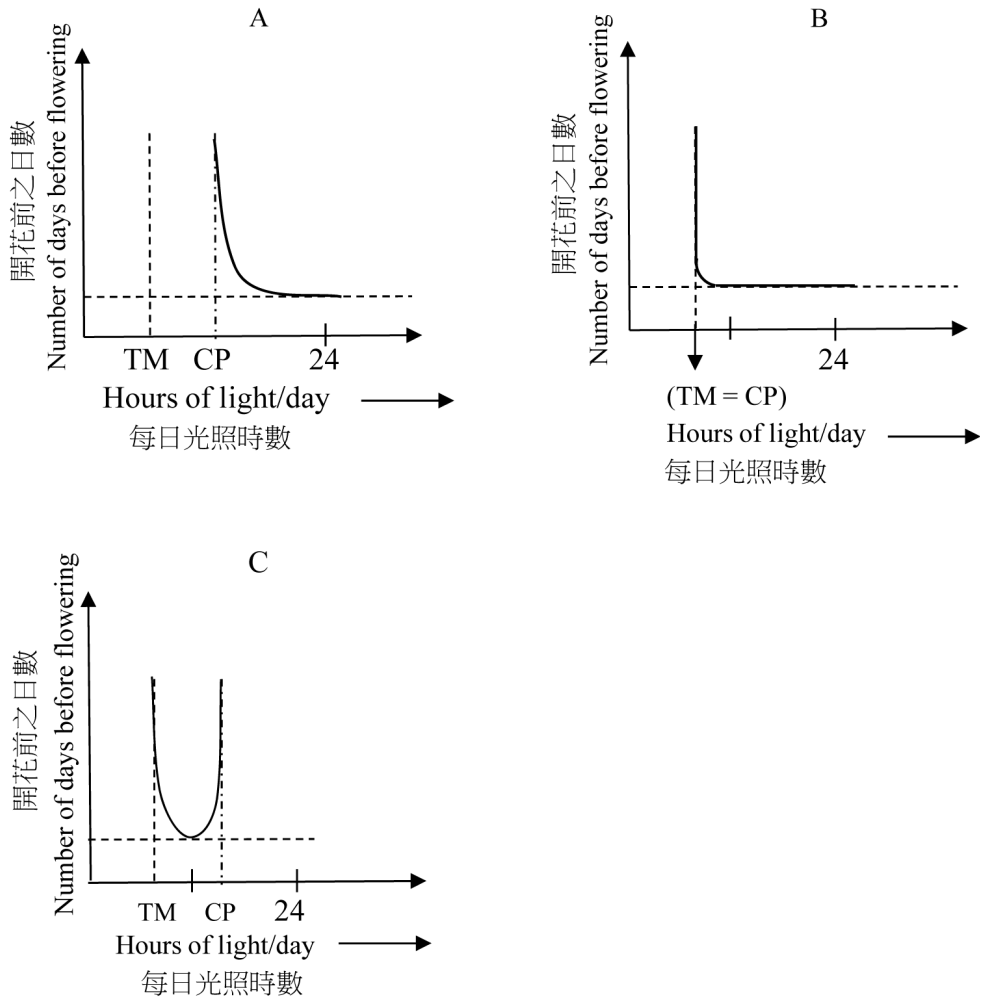 A
開花前之日數
Number of days before flowering
TM CP 24
Hours of light/day
每日光照時數
B
開花前之日數
Number of days before flowering
24
(TM = CP)
Hours of light/day
每日光照時數
C
開花前之日數
Number of days before flowering
TM CP 24
Hours of light/day
每日光照時數